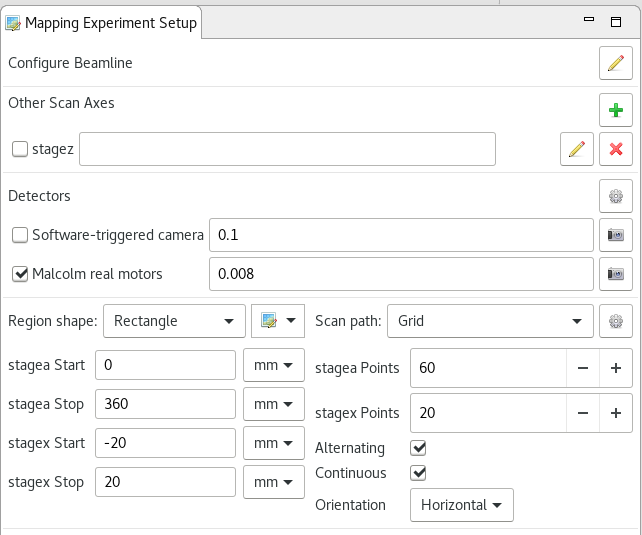 Mapping Experiment Setup
Configure Beamline
Other Scan Axes
stagez
Detectors
Software-triggered camera 0.1
Malcolm real motors 0.008
Region shape: Rectangle Scan path: Grid
stagea Start 0 mm stagea Points 60
stagea Stop 360 mm stagex Points 20
stagex Start -20 mm Alternating
Continuous
stagex Stop 20 mm Orientation Horizontal